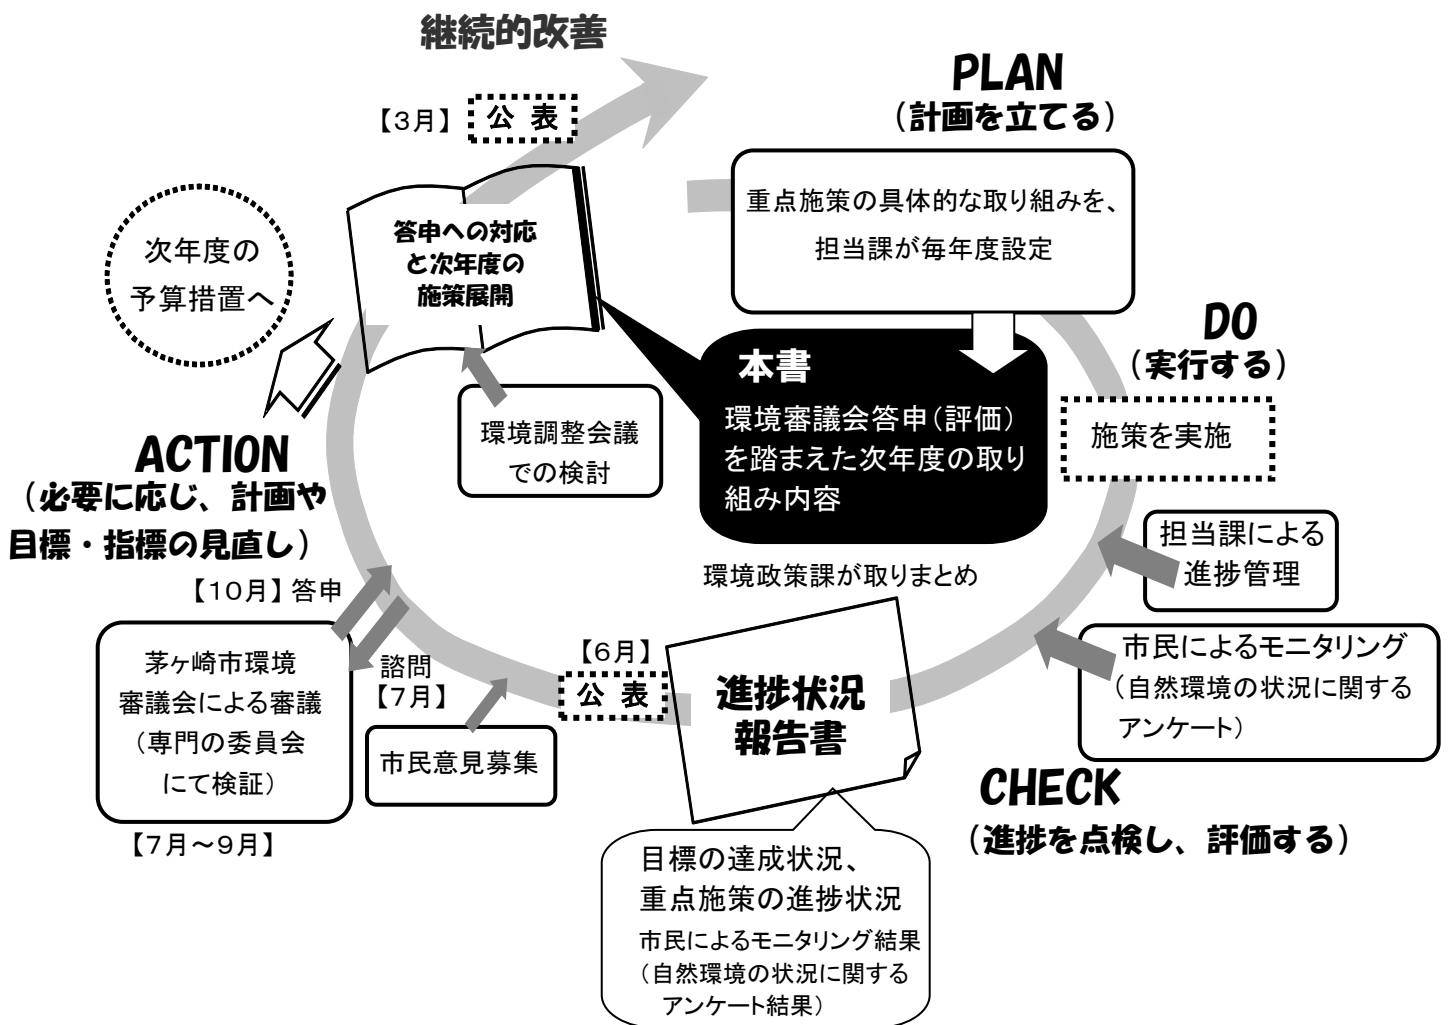 継続的改善
【3月】
公 表
PLAN
(計画を立てる)
重点施策の具体的な取り組みを、
担当課が毎年度設定
次年度の
予算措置へ
答申への対応
と次年度の
施策展開
DO
(実行する)
施策を実施
本書
環境審議会答申(評価)
を踏まえた次年度の取り
組み内容
環境調整会議
での検討
ACTION
(必要に応じ、計画や
目標・指標の見直し)
担当課による
進捗管理
環境政策課が取りまとめ
【10月】答申
市民によるモニタリング
(自然環境の状況に関する
アンケート)
茅ヶ崎市環境
審議会による審議
(専門の委員会
にて検証)
【7月~9月】
諮問
【7月】
市民意見募集
【6月】
公 表
進捗状況
報告書
CHECK
(進捗を点検し、評価する)
目標の達成状況、
重点施策の進捗状況
市民によるモニタリング結果
(自然環境の状況に関する
アンケート結果)